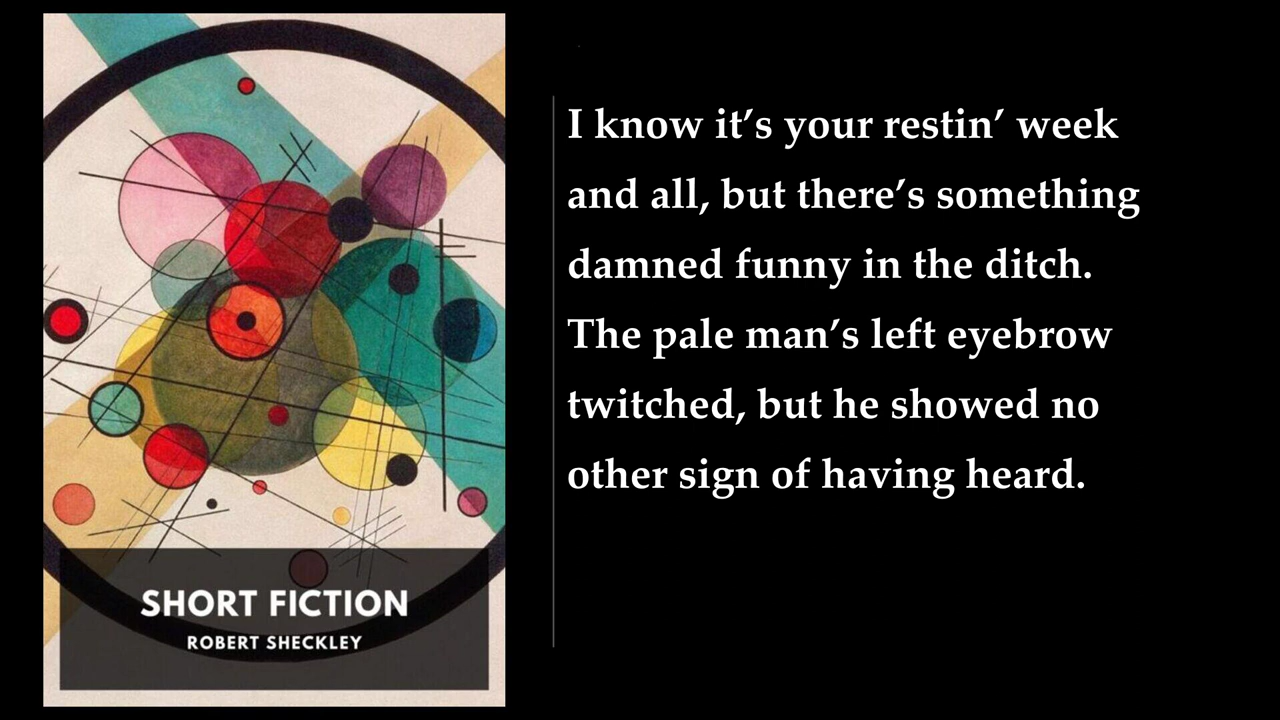 SHORT FICTION
ROBERT SHECKLEY
I know it’s your restin’ week
and all, but there’s something
damned funny in the ditch.
The pale man’s left eyebrow
twitched, but he showed no
other sign of having heard.